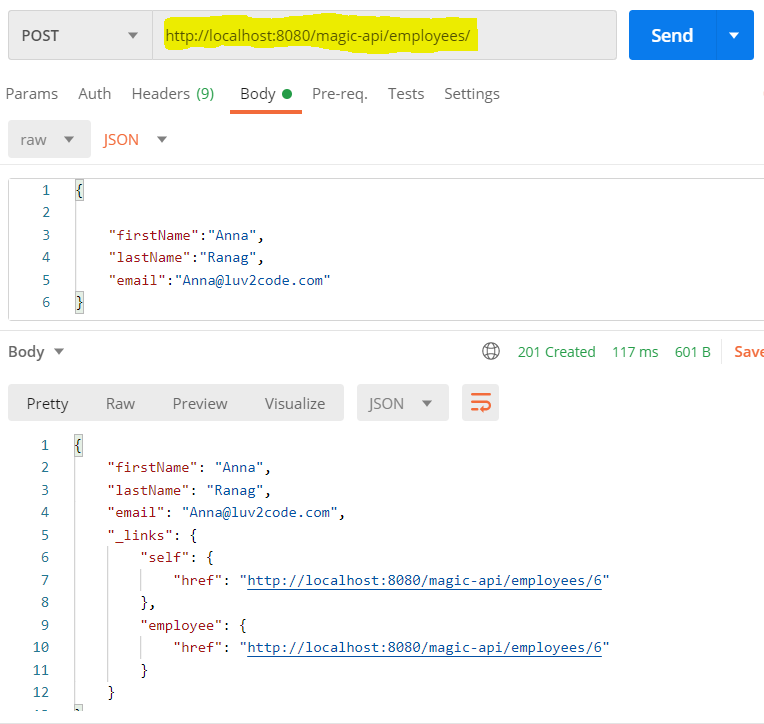 POST http://localhost:8080/magic-api/employees/ Send
Params Auth Headers (9) Body Pre-req. Tests Settings
raw JSON
1 {
2
3 "firstName":"Anna",
4 "lastName":"Ranag",
5 "email":"Anna@luv2code.com"
6 }
Body 201 Created 117 ms 601 B Save
Pretty Raw Preview Visualize JSON
1 {
2 "firstName": "Anna",
3 "lastName": "Ranag",
4 "email": "Anna@luv2code.com",
5 "_links": {
6 "self": {
7 "href": "http://localhost:8080/magic-api/employees/6"
8 },
9 "employee": {
10 "href": "http://localhost:8080/magic-api/employees/6"
11 }
12 }